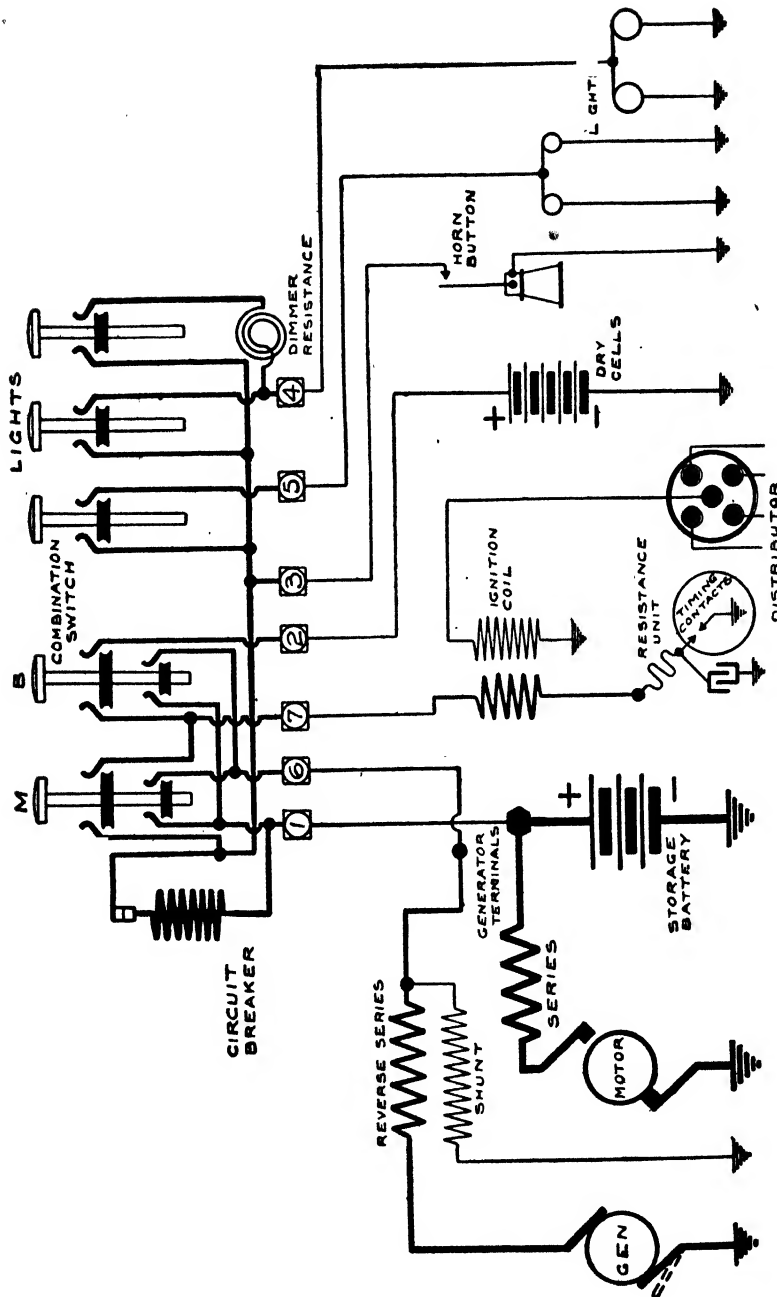 LIGHTS
COMBINATION
SWITCH
B
M
DIMMER
RESISTANCE
4
5
3
2
7
6
1
CIRCUIT
BREAKER
HORN
BUTTON
+
DRY
CELLS
-
IGNITION
COIL
RESISTANCE
UNIT
TIMING
CONTACTS
DISTRIBUTOR
GENERATOR
TERMINALS
+
-
STORAGE
BATTERY
SERIES
REVERSE SERIES
SHUNT
MOTOR
GEN